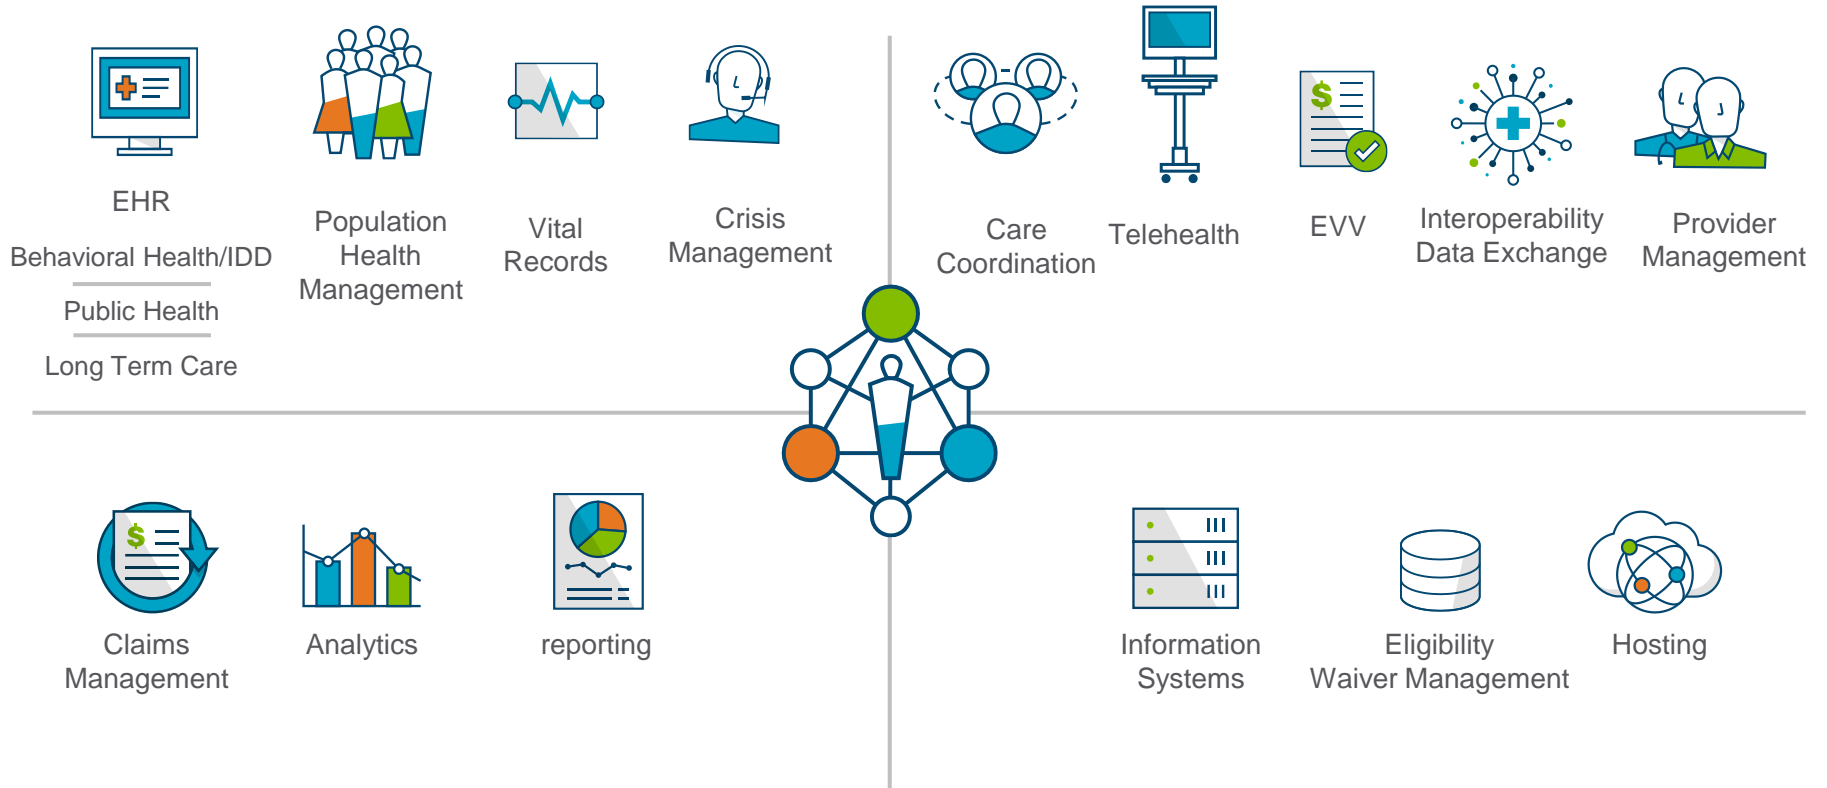 EHR
Behavioral Health/IDD
Public Health
Long Term Care
Population
Health
Management
Vital
Records
Crisis
Management
Care
Coordination
Telehealth
$
EVV
Interoperability
Data Exchange
Provider
Management
$
Claims
Management
Analytics
reporting
Information
Systems
Eligibility
Waiver Management
Hosting